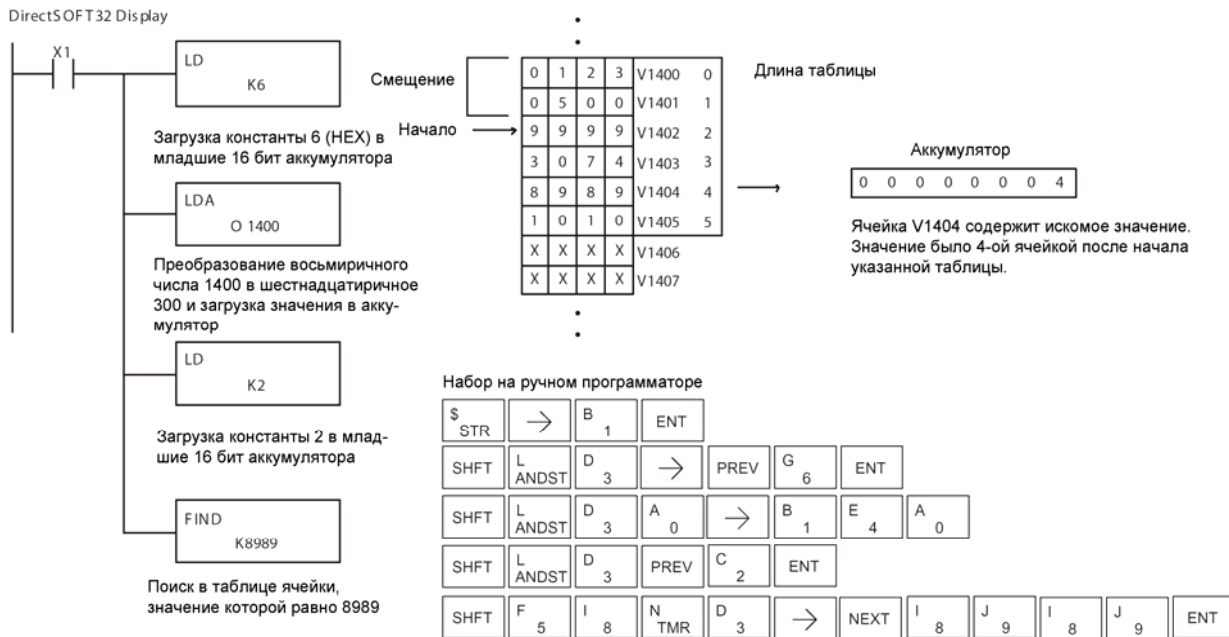 DirectSOFT32 Display
X1
LD
K6
Загрузка константы 6 (HEX) в
младшие 16 бит аккумулятора
LDA
O 1400
Преобразование восьмиричного
числа 1400 в шестнадцатиричное
300 и загрузка значения в акку-
мулятор
LD
K2
Загрузка константы 2 в млад-
шие 16 бит аккумулятора
FIND
K8989
Поиск в таблице ячейки,
значение которой равно 8989
Смещение
Начало
0 1 2 3 V1400 0
0 5 0 0 V1401 1
9 9 9 9 V1402 2
3 0 7 4 V1403 3
8 9 8 9 V1404 4
1 0 1 0 V1405 5
X X X X V1406
X X X X V1407
Длина таблицы
Аккумулятор
0 0 0 0 0 0 0 4
Ячейка V1404 содержит искомое значение.
Значение было 4-ой ячейкой после начала
указанной таблицы.
Набор на ручном программаторе
$ STR → B 1 ENT
SHFT L ANDST D 3 → PREV G 6 ENT
SHFT L ANDST D 3 A 0 → B 1 E 4 A 0
SHFT L ANDST D 3 PREV C 2 ENT
SHFT F 5 I 8 N TMR D 3 → NEXT I 8 J 9 I 8 J 9 ENT